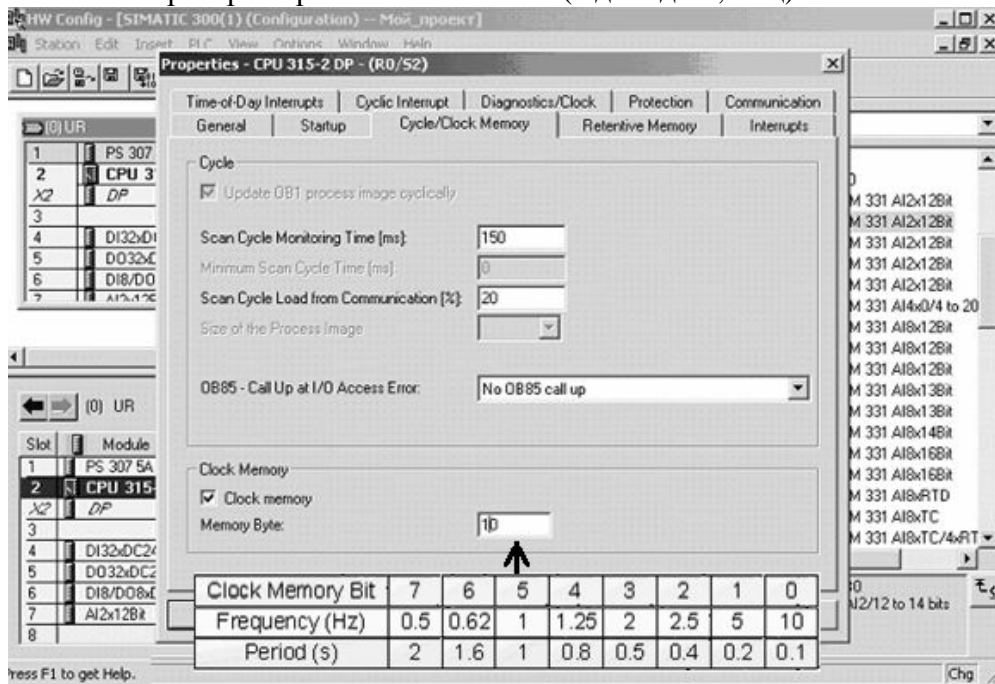 HW Config - [SIMATIC 300(1) (Configuration) -- Мой_проект]
Station Edit Insert PLC View Options Window Help
Properties - CPU 315-2 DP - (R0/S2)
Time-of-Day Interrupts Cyclic Interrupt Diagnostics/Clock Protection Communication
General Startup Cycle/Clock Memory Retentive Memory Interrupts
(0) UR
1 PS 307
2 CPU 3
X2 DP
3
4 DI32xDI
5 DO32xC
6 DI8/DO
7 AI2x12B
Cycle
Update OB1 process image cyclically
Scan Cycle Monitoring Time [ms]: 150
Minimum Scan Cycle Time [ms]: 0
Scan Cycle Load from Communication [%]: 20
Size of the Process Image
OB85 - Call Up at I/O Access Error: No OB85 call up
Clock Memory
Clock memory
Memory Byte: 10
M 331 AI2x12Bit
M 331 AI2x12Bit
M 331 AI2x12Bit
M 331 AI2x12Bit
M 331 AI2x12Bit
M 331 AI4x0/4 to 20
M 331 AI8x12Bit
M 331 AI8x12Bit
M 331 AI8x12Bit
M 331 AI8x13Bit
M 331 AI8x13Bit
M 331 AI8x14Bit
M 331 AI8x16Bit
M 331 AI8x16Bit
M 331 AI8xRTD
M 331 AI8xTC
M 331 AI8xTC/4xRT
(0) UR
Slot Module
1 PS 307 5A
2 CPU 315-
X2 DP
3
4 DI32xDC24
5 DO32xDC2
6 DI8/DO8xD
7 AI2x12Bit
8
Clock Memory Bit 7 6 5 4 3 2 1 0
Frequency (Hz) 0.5 0.62 1 1.25 2 2.5 5 10
Period (s) 2 1.6 1 0.8 0.5 0.4 0.2 0.1
AI2/12 to 14 bits
Press F1 to get Help.
Chg